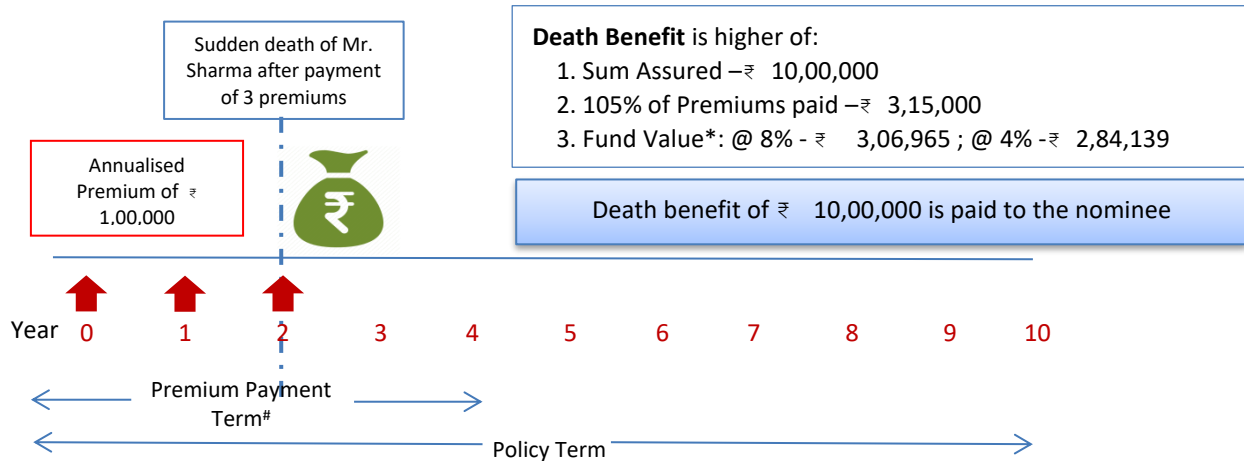 Sudden death of Mr.
Sharma after payment
of 3 premiums
Annualised
Premium of ₹
1,00,000
₹
Death Benefit is higher of:
1. Sum Assured –₹ 10,00,000
2. 105% of Premiums paid –₹ 3,15,000
3. Fund Value*: @ 8% - ₹ 3,06,965 ; @ 4% -₹ 2,84,139
Death benefit of ₹ 10,00,000 is paid to the nominee
Year 0 1 2 3 4 5 6 7 8 9 10
Premium Payment
Term#
Policy Term